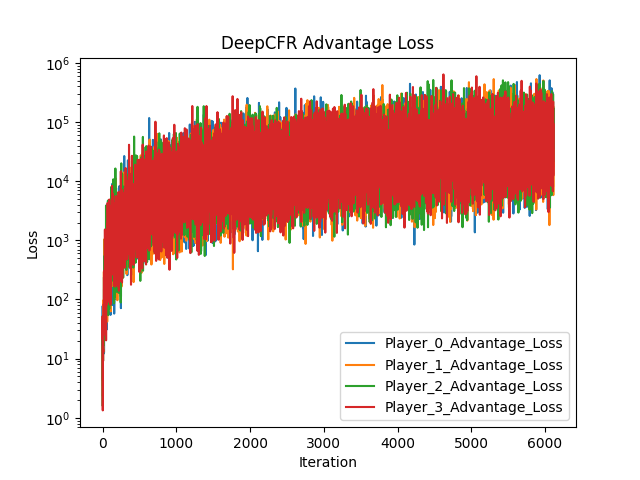 DeepCFR Advantage Loss
10^6
10^5
10^4
10^3
10^2
10^1
10^0
Loss
0 1000 2000 3000 4000 5000 6000
Iteration
Player_0_Advantage_Loss
Player_1_Advantage_Loss
Player_2_Advantage_Loss
Player_3_Advantage_Loss